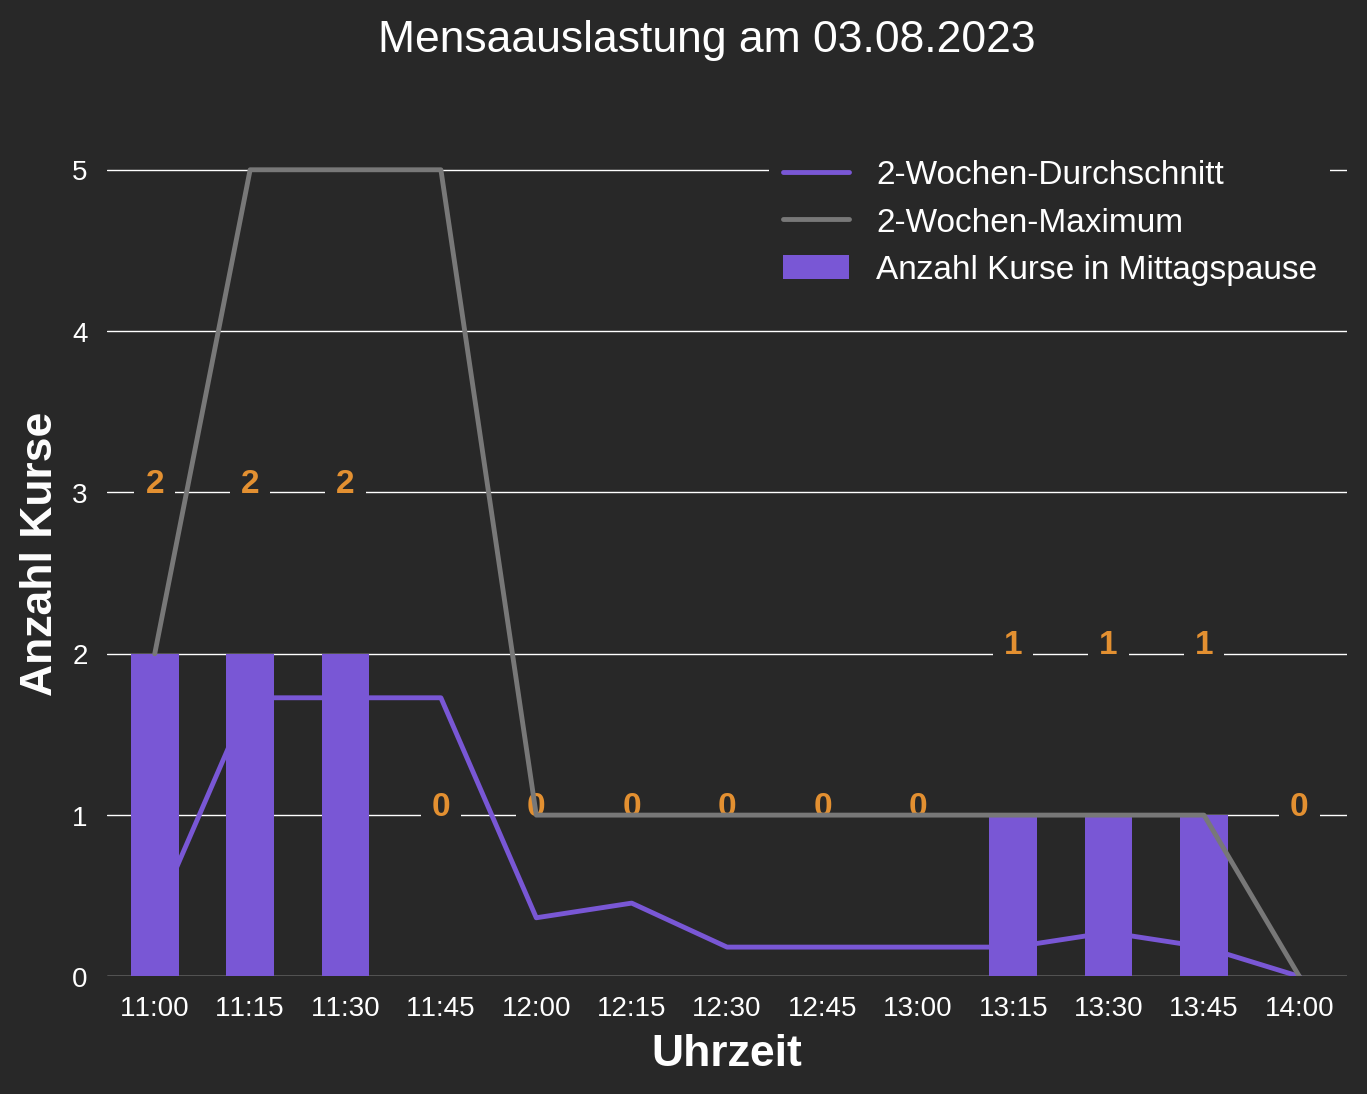 Mensaauslastung am 03.08.2023
2-Wochen-Durchschnitt
2-Wochen-Maximum
Anzahl Kurse in Mittagspause
Anzahl Kurse
5
4
3
2
1
0
2 2 2 0 0 0 0 0 0 1 1 1 0
11:00 11:15 11:30 11:45 12:00 12:15 12:30 12:45 13:00 13:15 13:30 13:45 14:00
Uhrzeit